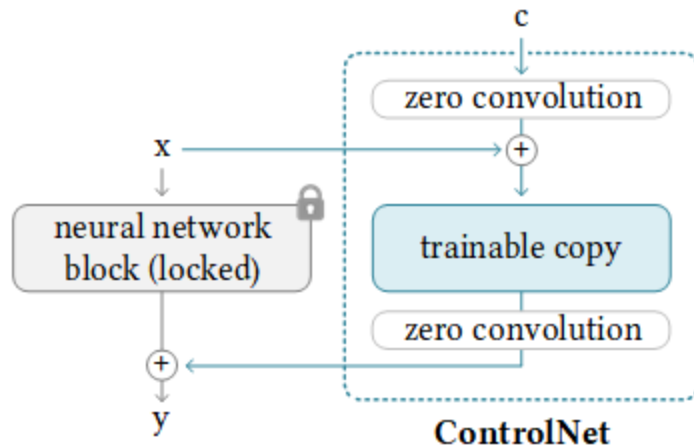 c
zero convolution
x
+
neural network
block (locked)
trainable copy
zero convolution
+
y
ControlNet